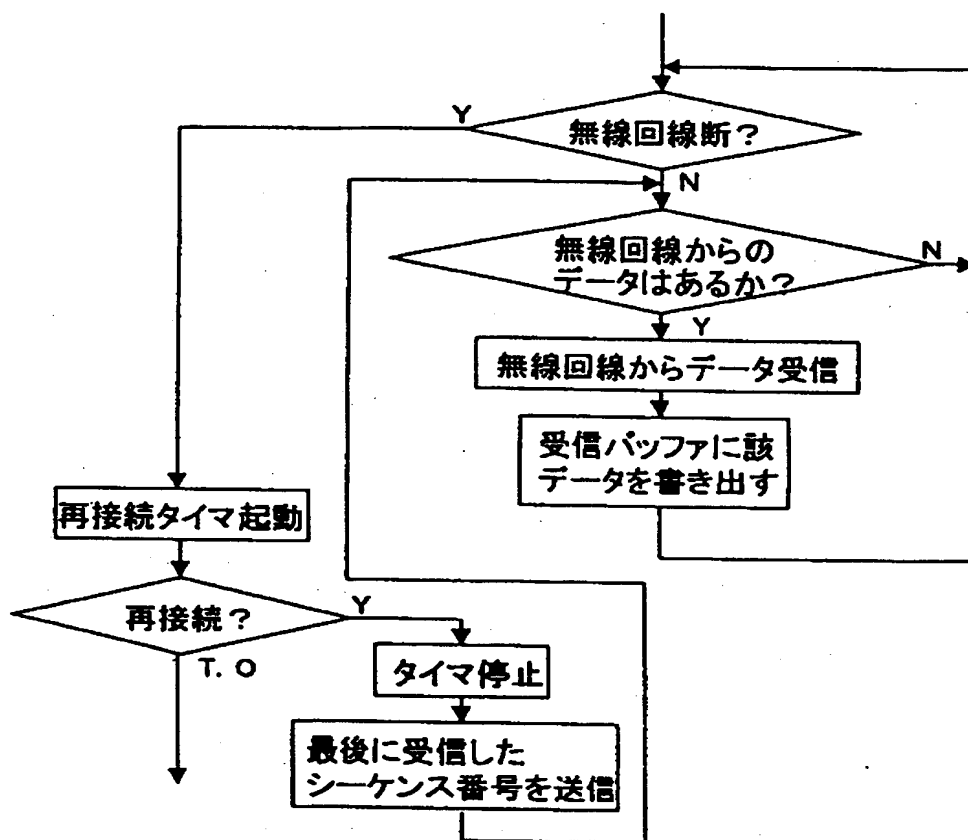 Y
無線回線断？
N
無線回線からの
データはあるか？
N
Y
無線回線からデータ受信
受信バッファに該
データを書き出す
再接続タイマ起動
再接続？
Y
T. O
タイマ停止
最後に受信した
シーケンス番号を送信